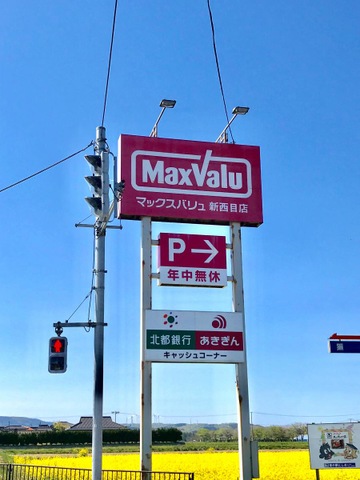 MaxValu
マックスバリュ 新西目店
P→
年中無休
北都銀行 あきぎん
キャッシュコーナー